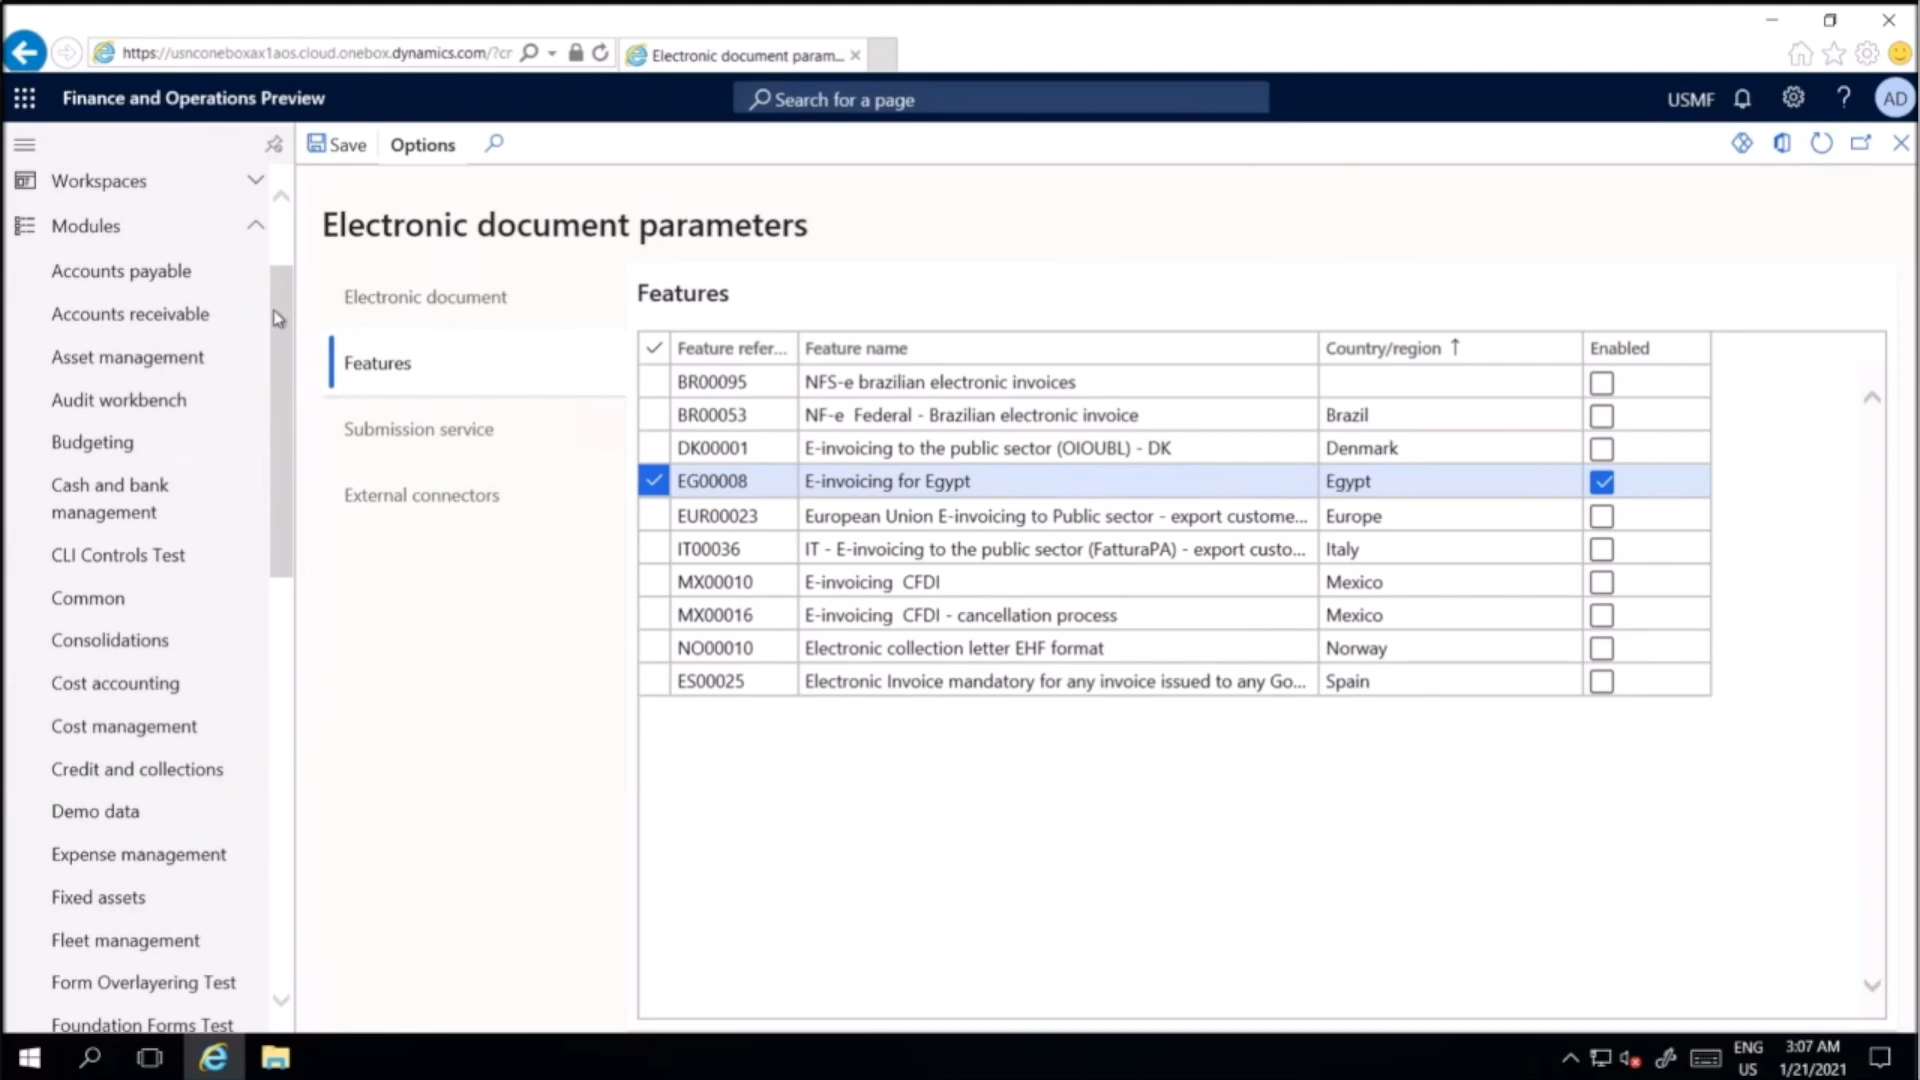 https://usnconeboxax1aos.cloud.onebox.dynamics.com/?cr
Electronic document param...
Finance and Operations Preview
Search for a page
USMF
?
AD
Save
Options
Workspaces
Modules
Accounts payable
Accounts receivable
Asset management
Audit workbench
Budgeting
Cash and bank
management
CLI Controls Test
Common
Consolidations
Cost accounting
Cost management
Credit and collections
Demo data
Expense management
Fixed assets
Fleet management
Form Overlayering Test
Foundation Forms Test
Electronic document parameters
Electronic document
Features
Submission service
External connectors
Features
Feature refer... Feature name Country/region ↑ Enabled
BR00095 NFS-e brazilian electronic invoices
BR00053 NF-e Federal - Brazilian electronic invoice Brazil
DK00001 E-invoicing to the public sector (OIOUBL) - DK Denmark
EG00008 E-invoicing for Egypt Egypt
EUR00023 European Union E-invoicing to Public sector - export custome... Europe
IT00036 IT - E-invoicing to the public sector (FatturaPA) - export custo... Italy
MX00010 E-invoicing CFDI Mexico
MX00016 E-invoicing CFDI - cancellation process Mexico
NO00010 Electronic collection letter EHF format Norway
ES00025 Electronic Invoice mandatory for any invoice issued to any Go... Spain
ENG
US
3:07 AM
1/21/2021